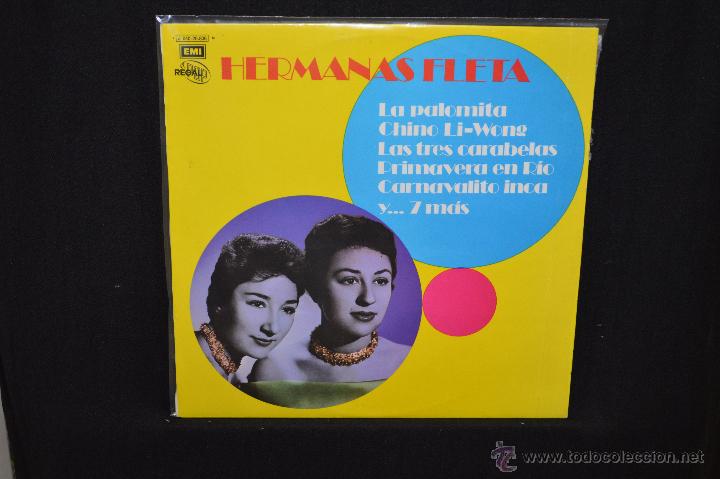 EMI
REGAL
HERMANAS FLETA
La palomita
Chino Li-Wong
Las tres carabelas
Primavera en Río
Carnavalito inca
y... 7 más
© www.todocoleccion.net